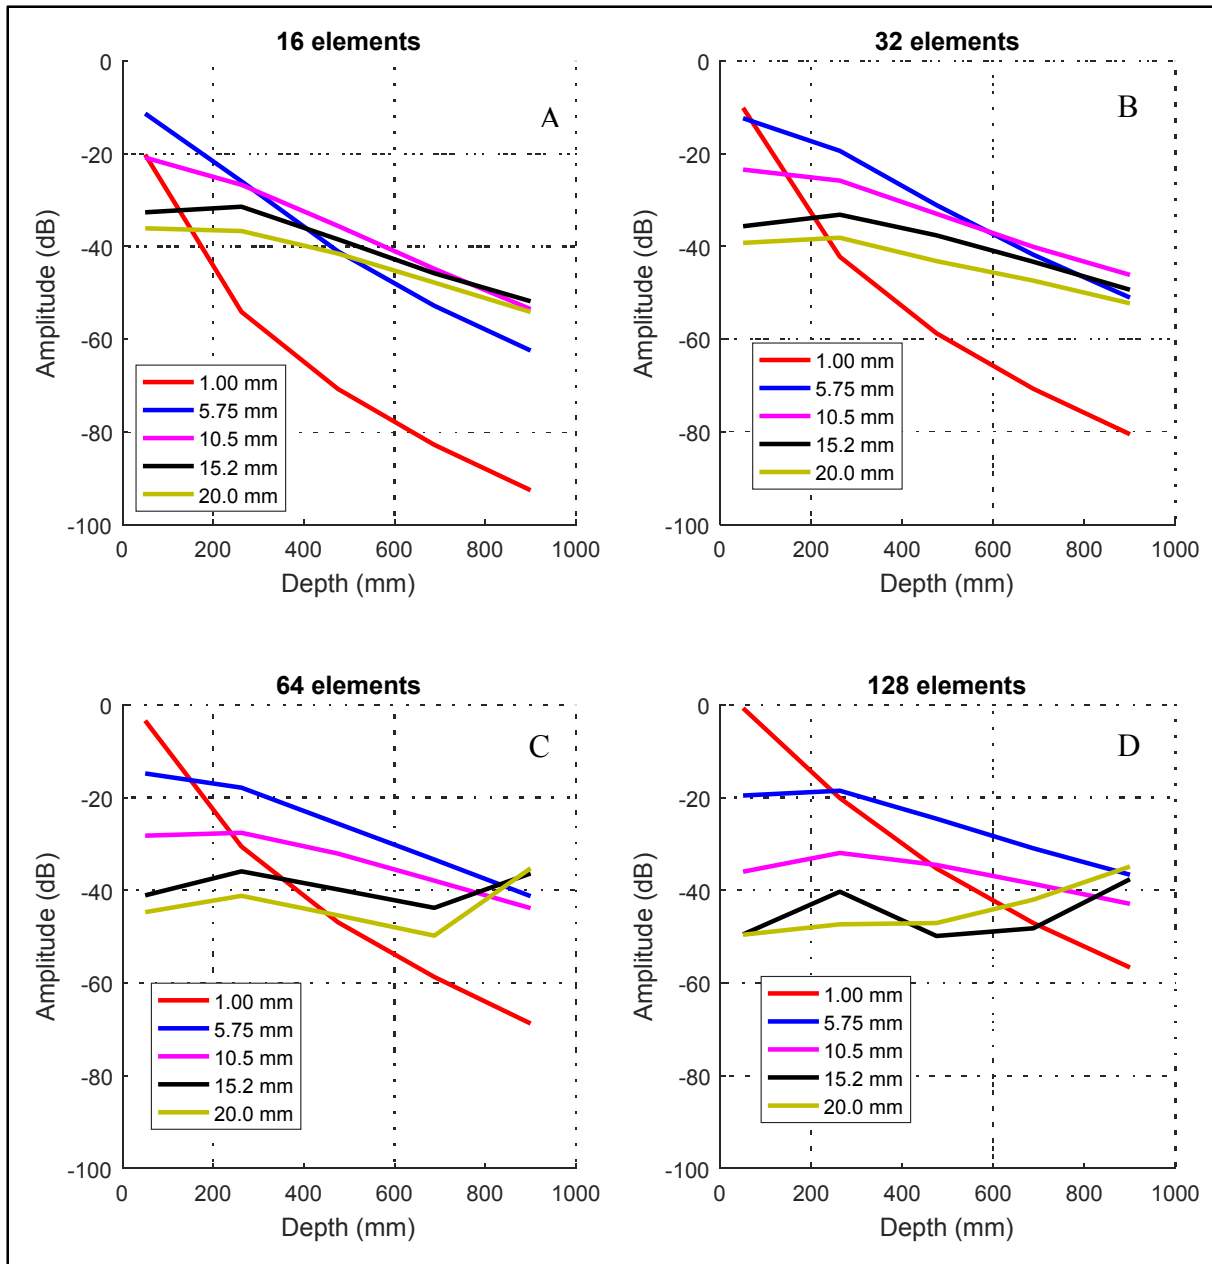 16 elements
A
0
-20
-40
-60
-80
-100
Amplitude (dB)
1.00 mm
5.75 mm
10.5 mm
15.2 mm
20.0 mm
0 200 400 600 800 1000
Depth (mm)
32 elements
B
0
-20
-40
-60
-80
-100
Amplitude (dB)
1.00 mm
5.75 mm
10.5 mm
15.2 mm
20.0 mm
0 200 400 600 800 1000
Depth (mm)
64 elements
C
0
-20
-40
-60
-80
-100
Amplitude (dB)
1.00 mm
5.75 mm
10.5 mm
15.2 mm
20.0 mm
0 200 400 600 800 1000
Depth (mm)
128 elements
D
0
-20
-40
-60
-80
-100
Amplitude (dB)
1.00 mm
5.75 mm
10.5 mm
15.2 mm
20.0 mm
0 200 400 600 800 1000
Depth (mm)